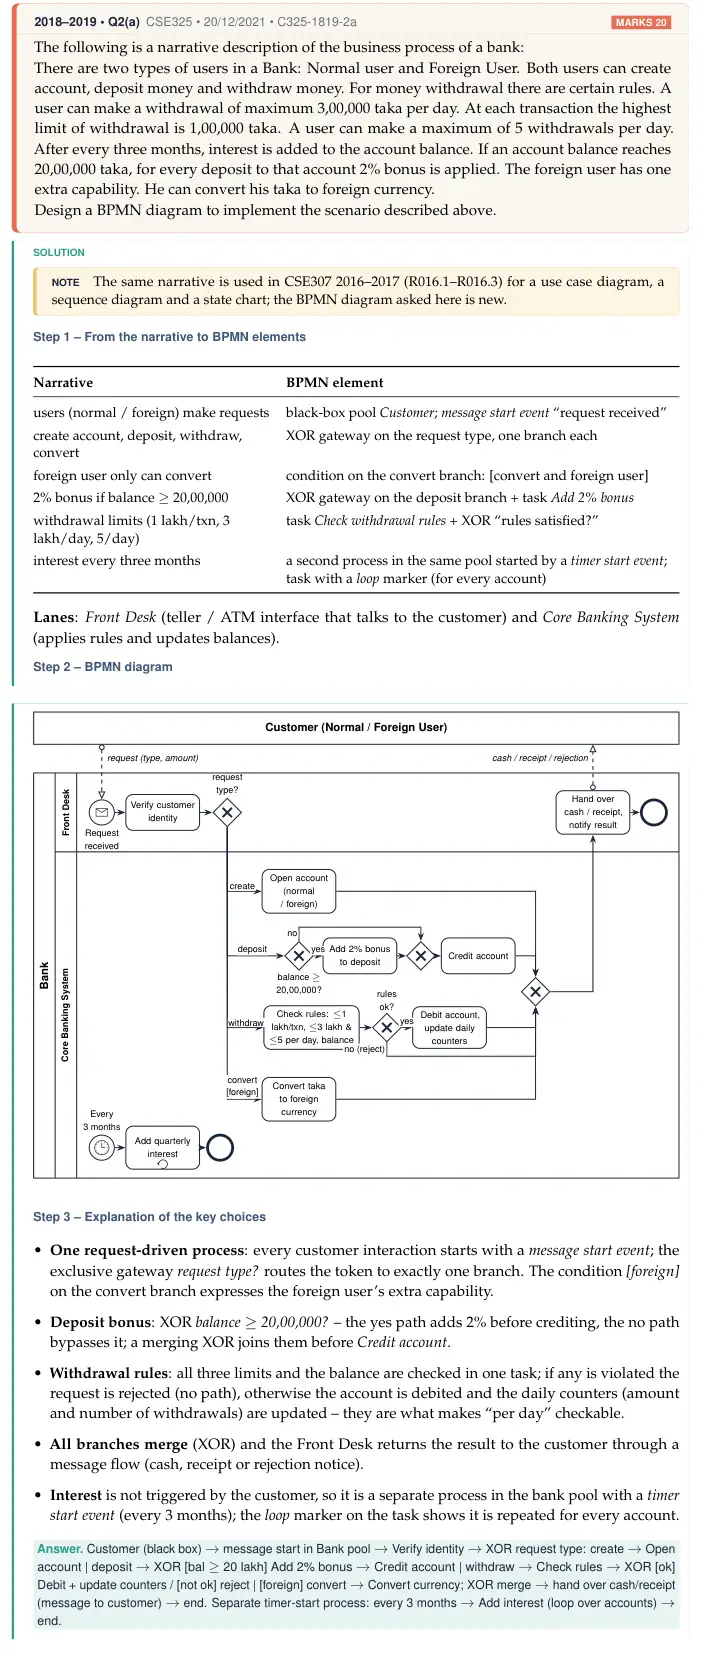 2018–2019 • Q2(a) CSE325 • 20/12/2021 • C325-1819-2a MARKS 20
The following is a narrative description of the business process of a bank:
There are two types of users in a Bank: Normal user and Foreign User. Both users can create
account, deposit money and withdraw money. For money withdrawal there are certain rules. A
user can make a withdrawal of maximum 3,00,000 taka per day. At each transaction the highest
limit of withdrawal is 1,00,000 taka. A user can make a maximum of 5 withdrawals per day.
After every three months, interest is added to the account balance. If an account balance reaches
20,00,000 taka, for every deposit to that account 2% bonus is applied. The foreign user has one
extra capability. He can convert his taka to foreign currency.
Design a BPMN diagram to implement the scenario described above.
SOLUTION
NOTE The same narrative is used in CSE307 2016–2017 (R016.1–R016.3) for a use case diagram, a
sequence diagram and a state chart; the BPMN diagram asked here is new.
Step 1 – From the narrative to BPMN elements
Narrative BPMN element
users (normal / foreign) make requests black-box pool Customer; message start event “request received”
create account, deposit, withdraw, XOR gateway on the request type, one branch each
convert
foreign user only can convert condition on the convert branch: [convert and foreign user]
2% bonus if balance ≥ 20,00,000 XOR gateway on the deposit branch + task Add 2% bonus
withdrawal limits (1 lakh/txn, 3 task Check withdrawal rules + XOR “rules satisfied?”
lakh/day, 5/day)
interest every three months a second process in the same pool started by a timer start event;
task with a loop marker (for every account)
Lanes: Front Desk (teller / ATM interface that talks to the customer) and Core Banking System
(applies rules and updates balances).
Step 2 – BPMN diagram
Customer (Normal / Foreign User)
request (type, amount)
cash / receipt / rejection
Bank
Front Desk
Request
received
Verify customer
identity
request
type?
Hand over
cash / receipt,
notify result
Core Banking System
create
Open account
(normal
/ foreign)
deposit
no
yes
balance ≥
20,00,000?
Add 2% bonus
to deposit
Credit account
withdraw
Check rules: ≤1
lakh/txn, ≤3 lakh &
≤5 per day, balance
rules
ok?
yes
no (reject)
Debit account,
update daily
counters
convert
[foreign]
Convert taka
to foreign
currency
Every
3 months
Add quarterly
interest
Step 3 – Explanation of the key choices
• One request-driven process: every customer interaction starts with a message start event; the
exclusive gateway request type? routes the token to exactly one branch. The condition [foreign]
on the convert branch expresses the foreign user’s extra capability.
• Deposit bonus: XOR balance ≥ 20,00,000? – the yes path adds 2% before crediting, the no path
bypasses it; a merging XOR joins them before Credit account.
• Withdrawal rules: all three limits and the balance are checked in one task; if any is violated the
request is rejected (no path), otherwise the account is debited and the daily counters (amount
and number of withdrawals) are updated – they are what makes “per day” checkable.
• All branches merge (XOR) and the Front Desk returns the result to the customer through a
message flow (cash, receipt or rejection notice).
• Interest is not triggered by the customer, so it is a separate process in the bank pool with a timer
start event (every 3 months); the loop marker on the task shows it is repeated for every account.
Answer. Customer (black box) → message start in Bank pool → Verify identity → XOR request type: create → Open
account | deposit → XOR [bal ≥ 20 lakh] Add 2% bonus → Credit account | withdraw → Check rules → XOR [ok]
Debit + update counters / [not ok] reject | [foreign] convert → Convert currency; XOR merge → hand over cash/receipt
(message to customer) → end. Separate timer-start process: every 3 months → Add interest (loop over accounts) →
end.